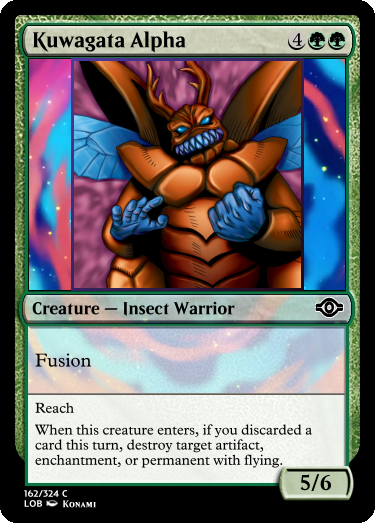 Kuwagata Alpha 4
Creature — Insect Warrior
Fusion
Reach
When this creature enters, if you discarded a
card this turn, destroy target artifact,
enchantment, or permanent with flying.
5/6
162/324 C
LOB Konami